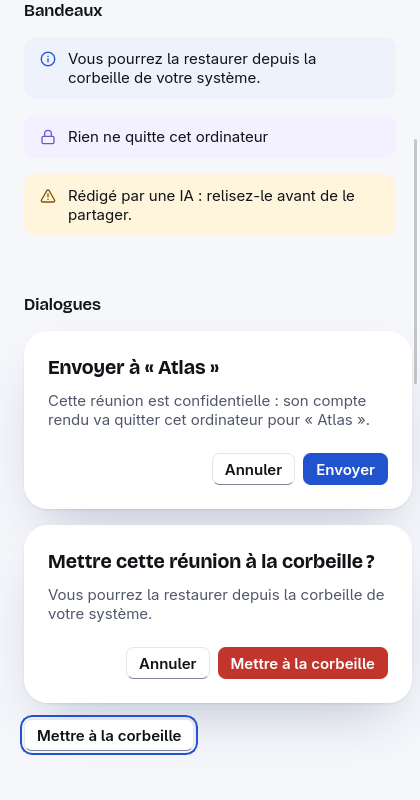 Bandeaux
Vous pourrez la restaurer depuis la
corbeille de votre système.
Rien ne quitte cet ordinateur
Rédigé par une IA : relisez-le avant de le
partager.
Dialogues
Envoyer à « Atlas »
Cette réunion est confidentielle : son compte
rendu va quitter cet ordinateur pour « Atlas ».
Annuler
Envoyer
Mettre cette réunion à la corbeille ?
Vous pourrez la restaurer depuis la corbeille de
votre système.
Annuler
Mettre à la corbeille
Mettre à la corbeille